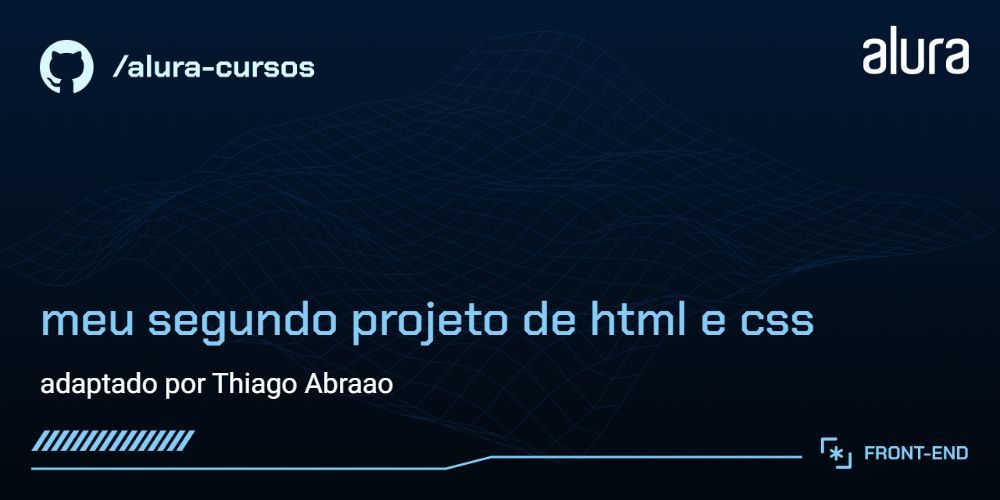 /alura-cursos
alura
meu segundo projeto de html e css
adaptado por Thiago Abraao
FRONT-END